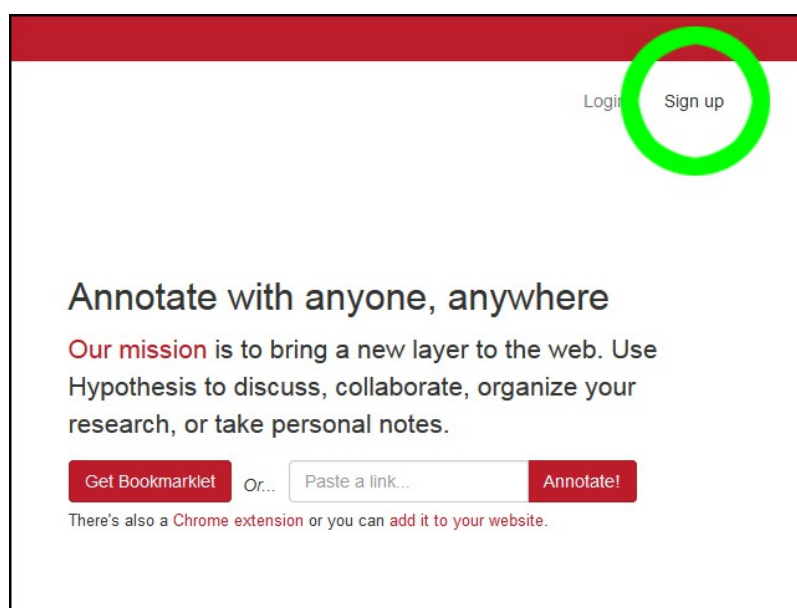 Login Sign up
Annotate with anyone, anywhere
Our mission is to bring a new layer to the web. Use
Hypothesis to discuss, collaborate, organize your
research, or take personal notes.
Get Bookmarklet Or... Paste a link... Annotate!
There's also a Chrome extension or you can add it to your website.